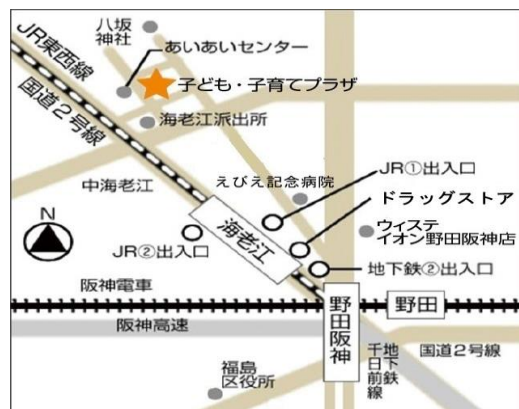 八坂
神社
あいあいセンター
JR東西線
国道2号線
子ども・子育てプラザ
海老江派出所
中海老江
えびえ記念病院
JR①出入口
ドラッグストア
N
海老江
JR②出入口
ウィステ
イオン野田阪神店
地下鉄②出入口
阪神電車
野田阪神
野田
阪神高速
福島
区役所
地下鉄
千日前線
国道2号線